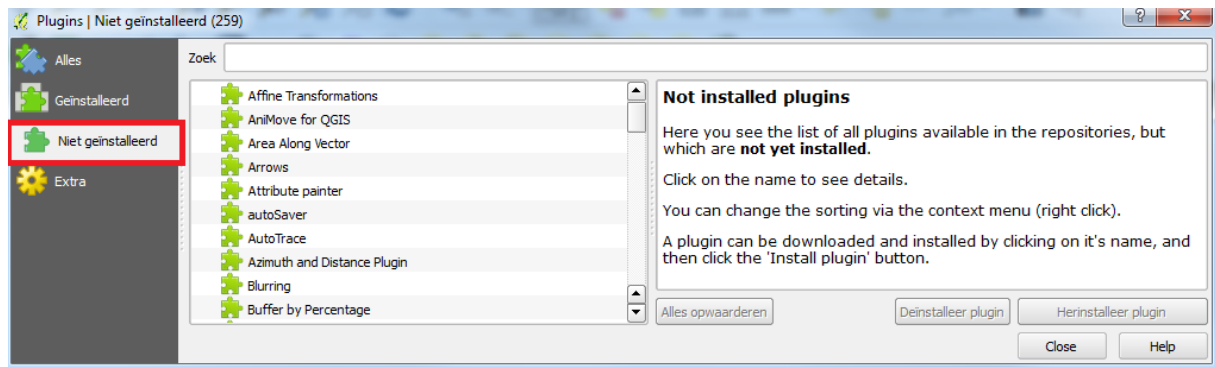 Plugins | Niet geïnstalleerd (259)
?
X
Alles
Geïnstalleerd
Niet geïnstalleerd
Extra
Zoek
Affine Transformations
AniMove for QGIS
Area Along Vector
Arrows
Attribute painter
autoSaver
AutoTrace
Azimuth and Distance Plugin
Blurring
Buffer by Percentage
Not installed plugins
Here you see the list of all plugins available in the repositories, but
which are not yet installed.
Click on the name to see details.
You can change the sorting via the context menu (right click).
A plugin can be downloaded and installed by clicking on it's name, and
then click the 'Install plugin' button.
Alles opwaarderen
Deïnstalleer plugin
Herinstalleer plugin
Close
Help